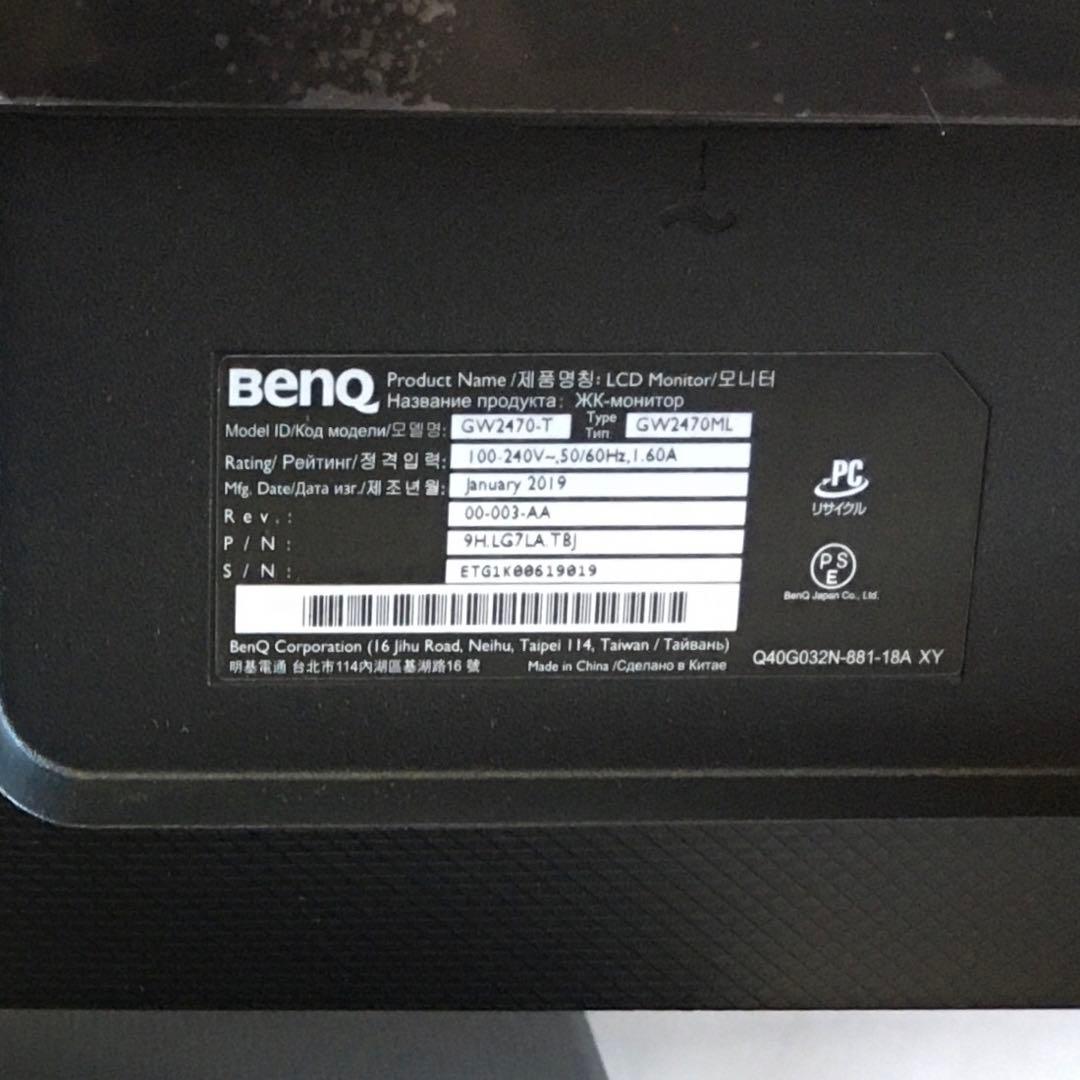 BenQ Product Name /제품명칭: LCD Monitor/모니터
Название продукта: ЖК-монитор
Model ID/Код модели/모델명: GW2470-T Type Тип: GW2470ML
Rating/ Рейтинг/정격입력: 100-240V~,50/60Hz,1.60A
Mfg. Date/Дата изг./제조년월: January 2019
Rev.: 00-003-AA
P/N: 9H.LG7LA.TBJ
S/N: ETG1K00619019
BenQ Corporation (16 Jihu Road, Neihu, Taipei 114, Taiwan / Тайвань)
明基電通 台北市114內湖區基湖路16 號 Made in China /Сделано в Китае
PC
リサイクル
PSE
BenQ Japan Co., Ltd.
Q40G032N-881-18A XY